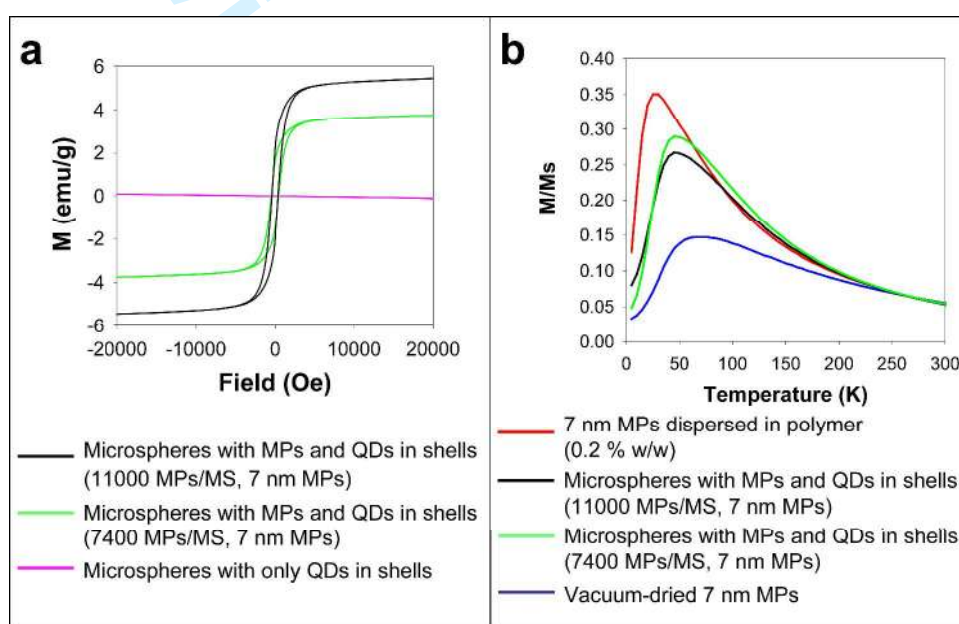 a
M (emu/g)
6
4
2
0
-2
-4
-6
-20000 -10000 0 10000 20000
Field (Oe)
Microspheres with MPs and QDs in shells
(11000 MPs/MS, 7 nm MPs)
Microspheres with MPs and QDs in shells
(7400 MPs/MS, 7 nm MPs)
Microspheres with only QDs in shells
b
M/Ms
0.40
0.35
0.30
0.25
0.20
0.15
0.10
0.05
0.00
0 50 100 150 200 250 300
Temperature (K)
7 nm MPs dispersed in polymer
(0.2 % w/w)
Microspheres with MPs and QDs in shells
(11000 MPs/MS, 7 nm MPs)
Microspheres with MPs and QDs in shells
(7400 MPs/MS, 7 nm MPs)
Vacuum-dried 7 nm MPs